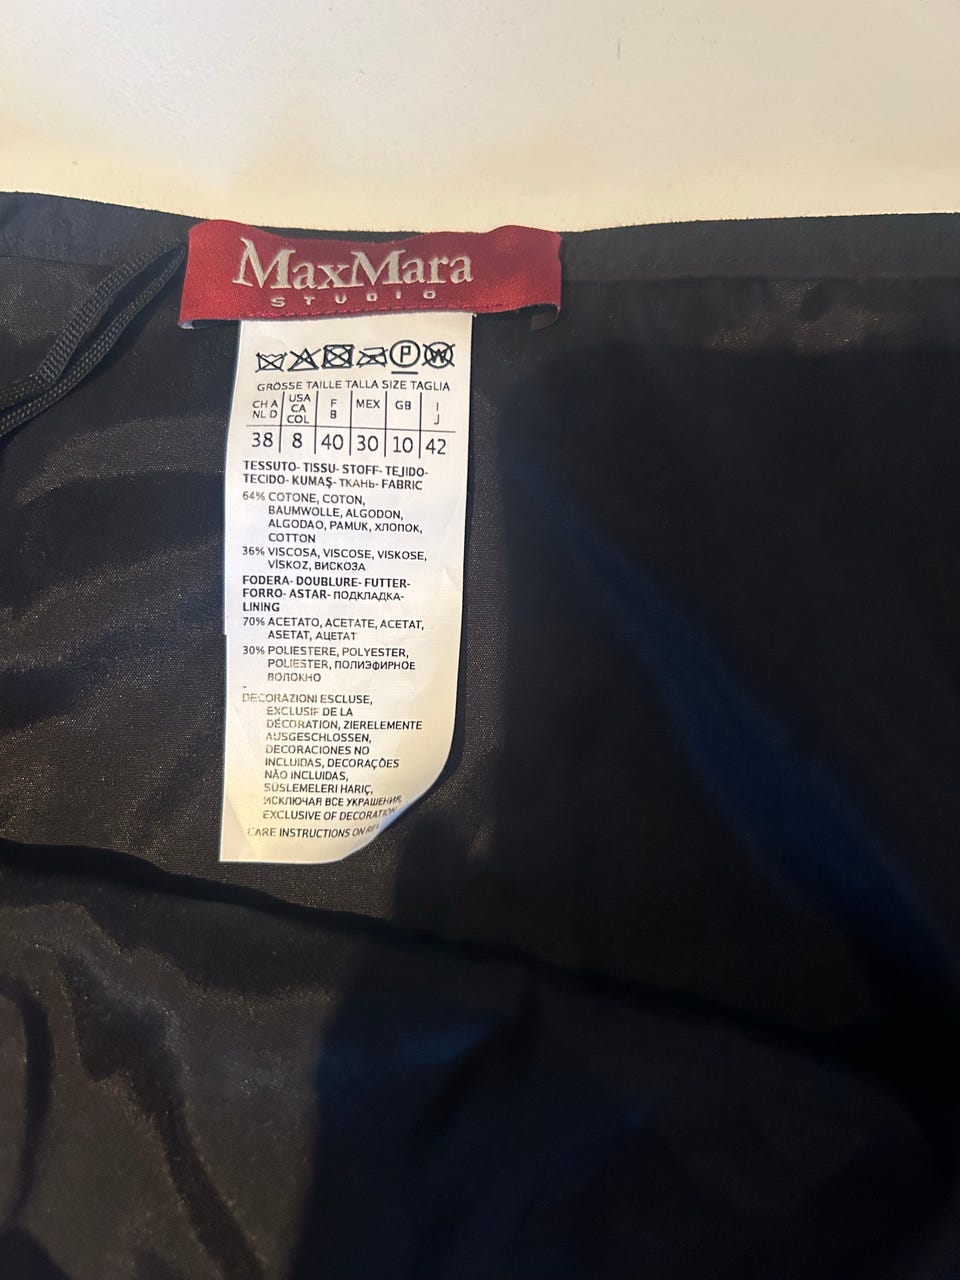 MaxMara
STUDIO
P W
GRÖSSE TAILLE TALLA SIZE TAGLIA
CH A NL D USA CA COL F B MEX GB I J
38 8 40 30 10 42
TESSUTO- TISSU- STOFF- TEJIDO-
TECIDO- KUMAŞ- ТКАНЬ- FABRIC
64% COTONE, COTON,
BAUMWOLLE, ALGODON,
ALGODAO, PAMUK, ХЛОПОК,
COTTON
36% VISCOSA, VISCOSE, VISKOSE,
VİSKOZ, ВИСКОЗА
FODERA- DOUBLURE- FUTTER-
FORRO- ASTAR- ПОДКЛАДКА-
LINING
70% ACETATO, ACETATE, ACETAT,
ASETAT, АЦЕТАТ
30% POLIESTERE, POLYESTER,
POLIESTER, ПОЛИЭФИРНОЕ
ВОЛОКНО
-
DECORAZIONI ESCLUSE,
EXCLUSIF DE LA
DÉCORATION, ZIERELEMENTE
AUSGESCHLOSSEN,
DECORACIONES NO
INCLUIDAS, DECORAÇÕES
NÃO INCLUIDAS,
SÜSLEMELERİ HARİÇ,
ИСКЛЮЧАЯ ВСЕ УКРАШЕНИЯ,
EXCLUSIVE OF DECORATION
CARE INSTRUCTIONS ON